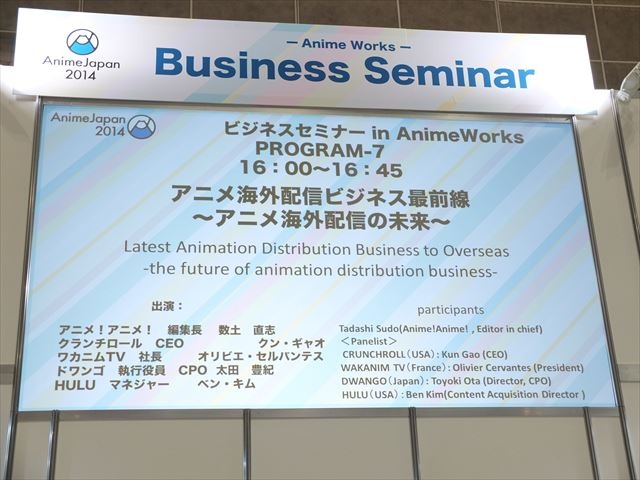 AnimeJapan
2014
— Anime Works —
Business Seminar
AnimeJapan
2014
ビジネスセミナー in AnimeWorks
PROGRAM-7
16：00～16：45
アニメ海外配信ビジネス最前線
～アニメ海外配信の未来～
Latest Animation Distribution Business to Overseas
-the future of animation distribution business-
出演：
アニメ！アニメ！　編集長　数土　直志
クランチロール　CEO　クン・ギャオ
ワカニムTV　社長　オリビエ・セルバンテス
ドワンゴ　執行役員　CPO　太田　豊紀
HULU　マネジャー　ベン・キム
participants
Tadashi Sudo(Anime!Anime! , Editor in chief)
＜Panelist＞
CRUNCHROLL（USA）: Kun Gao (CEO)
WAKANIM TV（France）: Olivier Cervantes (President)
DWANGO（Japan）: Toyoki Ota (Director, CPO)
HULU（USA）: Ben Kim(Content Acquisition Director )